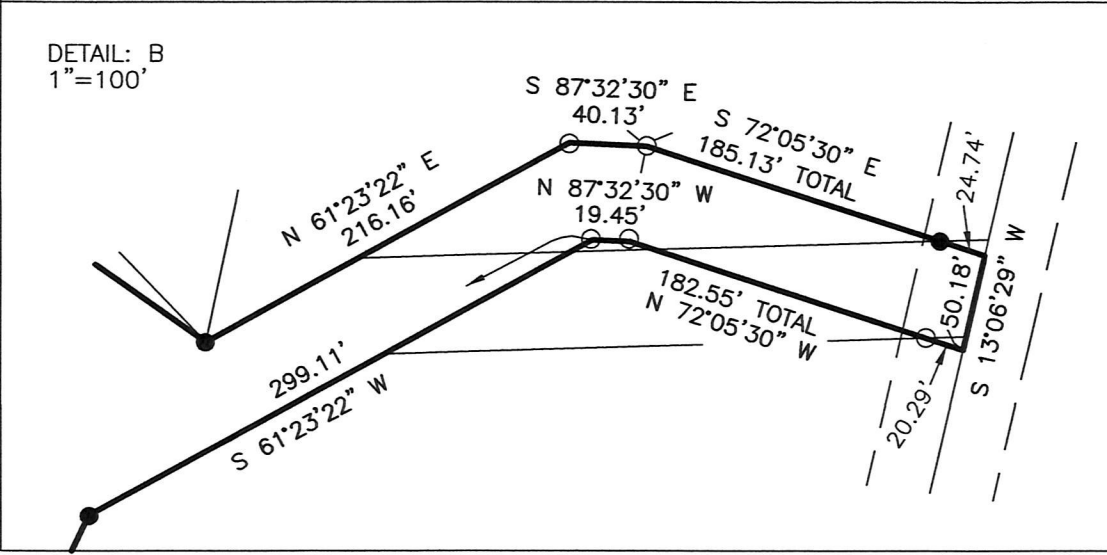 DETAIL: B
1"=100'
S 87°32'30" E
40.13'
S 72°05'30" E
185.13' TOTAL
24.74'
N 61°23'22" E
216.16'
N 87°32'30" W
19.45'
182.55' TOTAL
N 72°05'30" W
50.18'
S 13°06'29" W
20.29'
299.11'
S 61°23'22" W